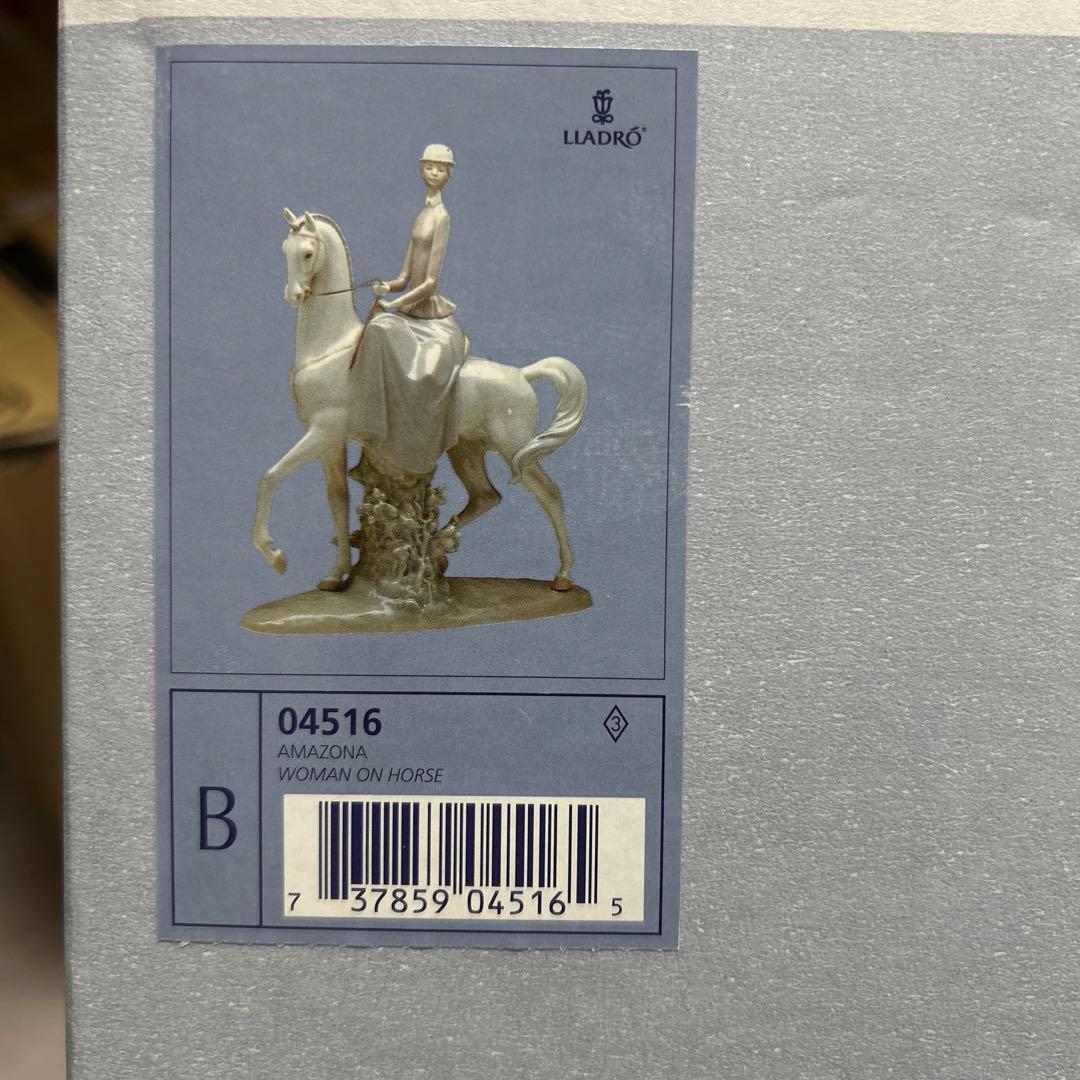 LLADRÓ®
04516
3
AMAZONA
WOMAN ON HORSE
B
7 37859 04516 5